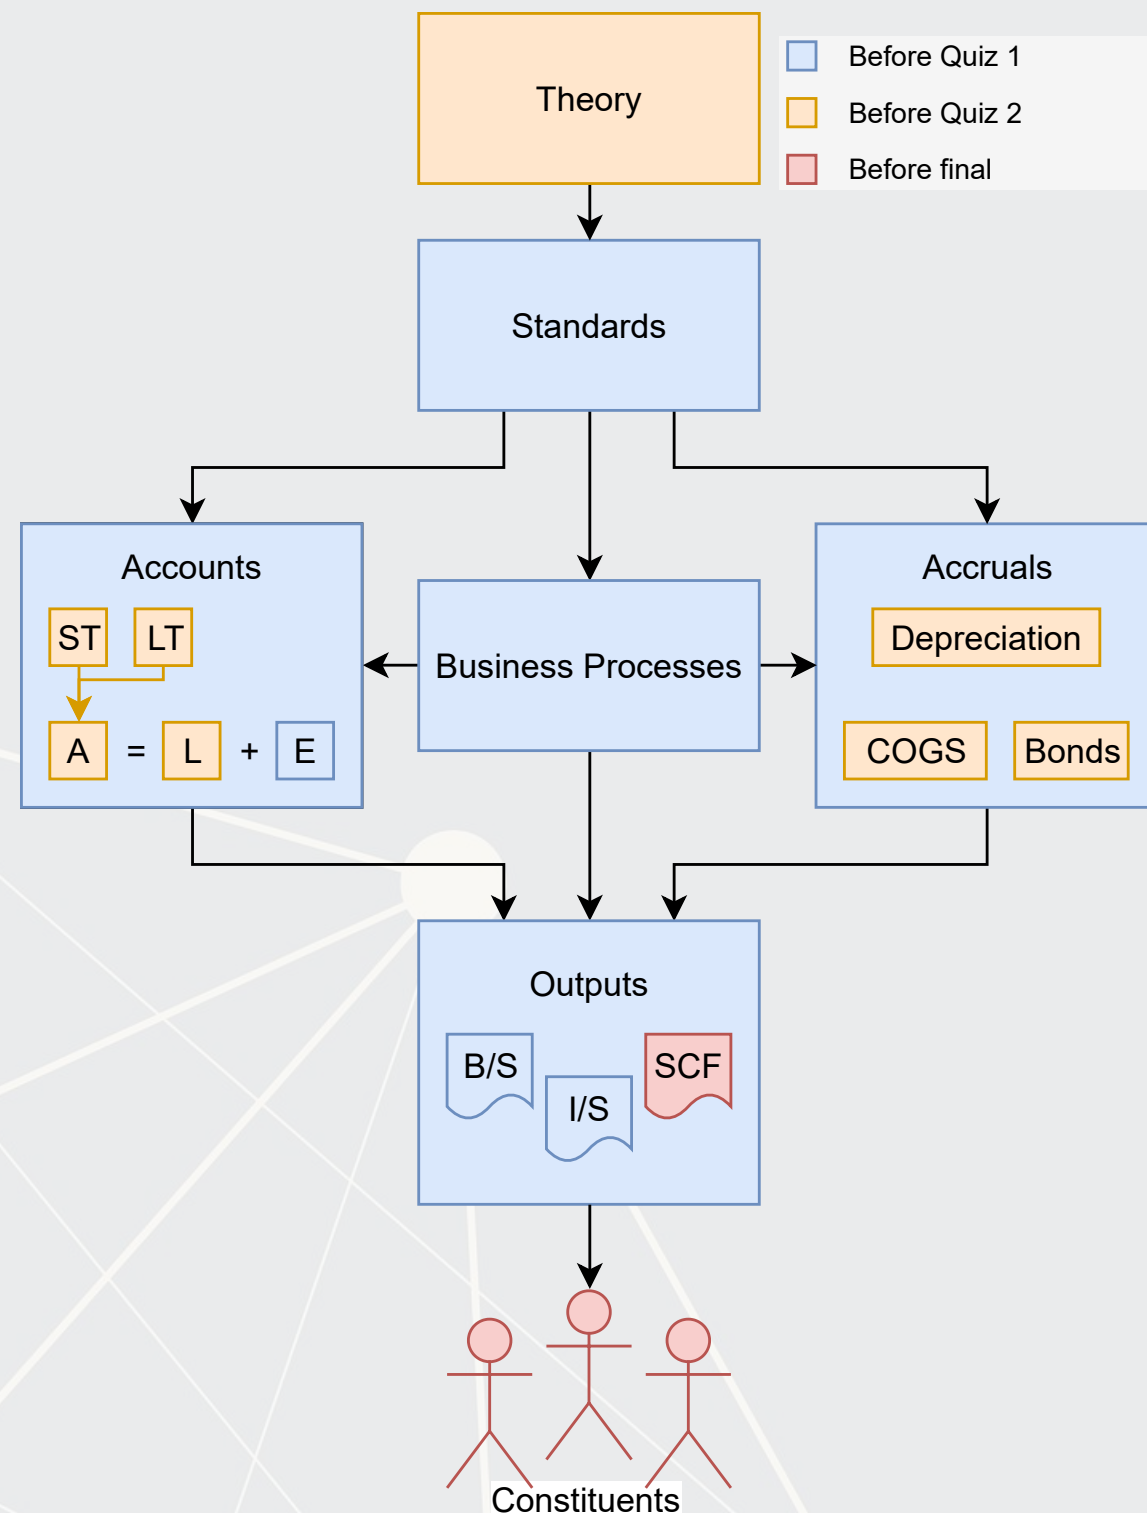 Theory
Before Quiz 1
Before Quiz 2
Before final
Standards
Accounts
ST LT
A = L + E
Business Processes
Accruals
Depreciation
COGS Bonds
Outputs
B/S
I/S
SCF
Constituents